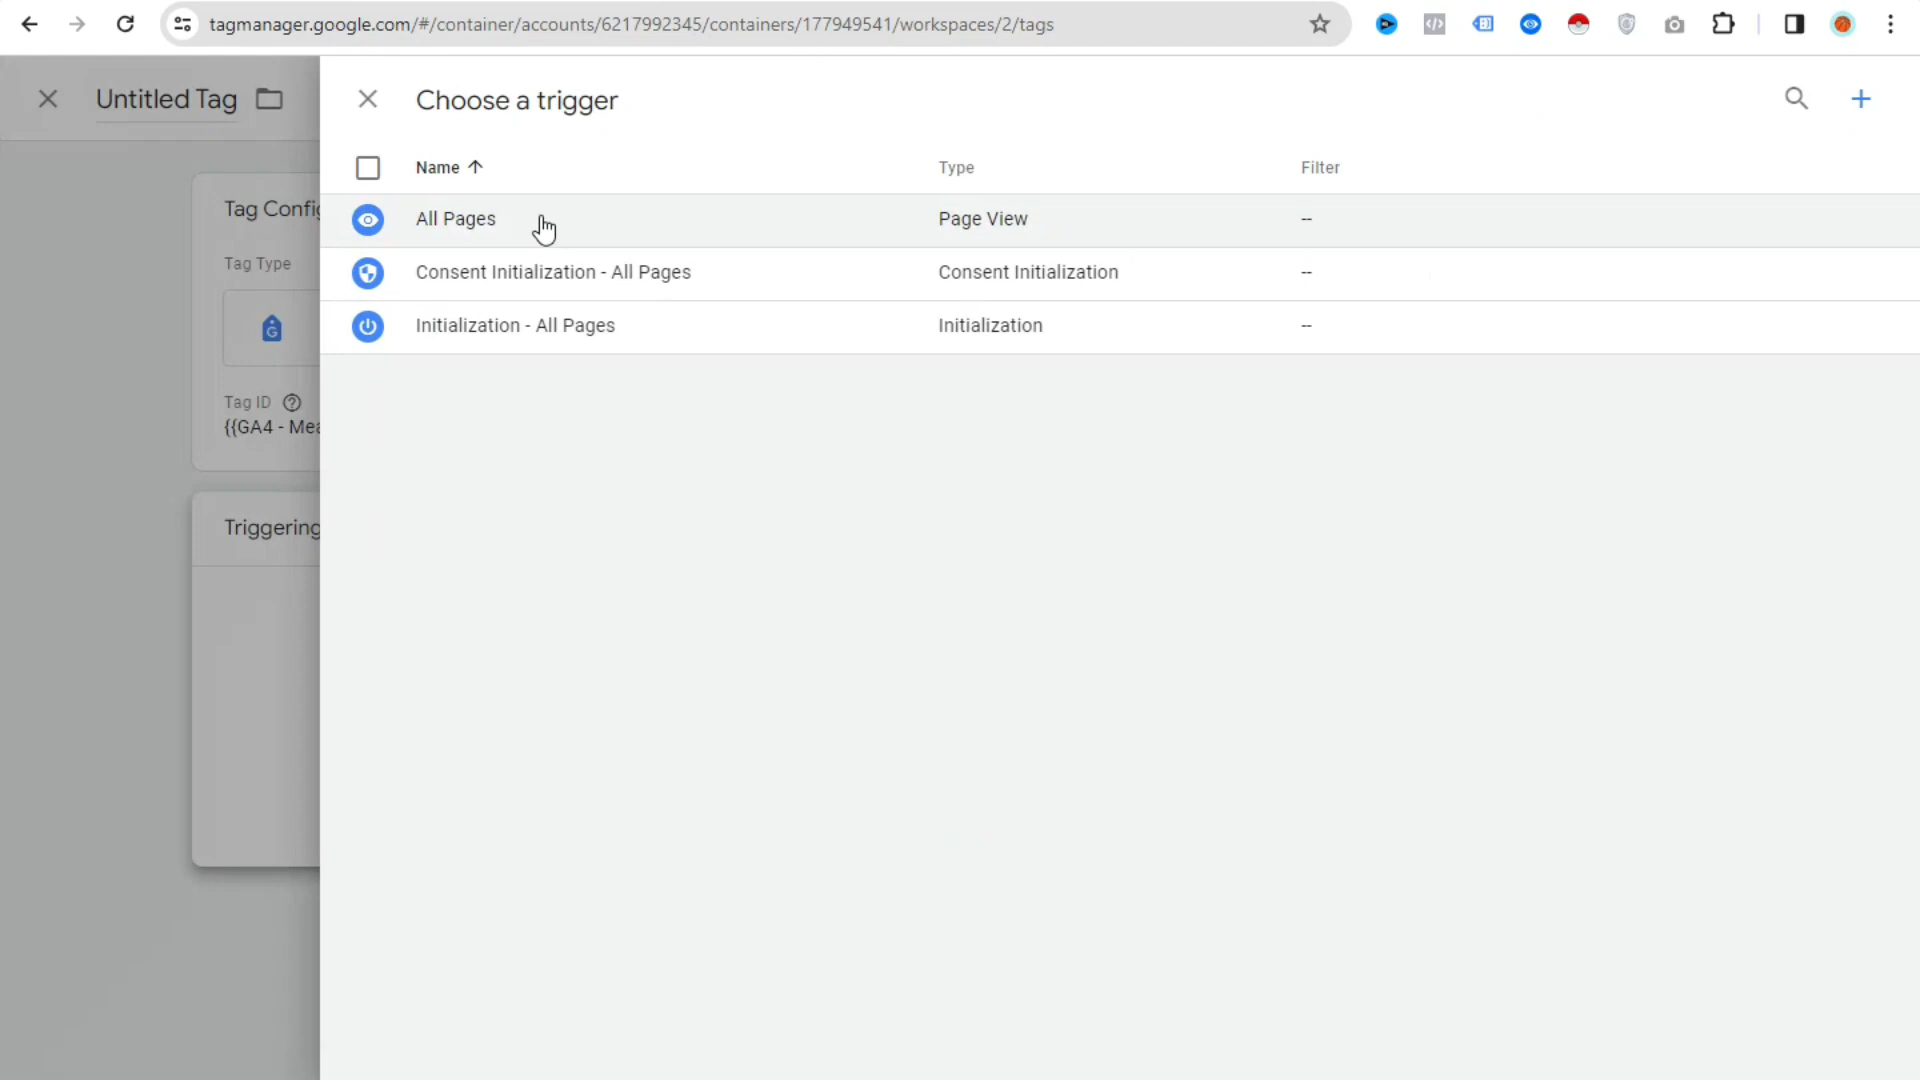 tagmanager.google.com/#/container/accounts/6217992345/containers/177949541/workspaces/2/tags
Untitled Tag
Choose a trigger
Name Type Filter
All Pages Page View --
Consent Initialization - All Pages Consent Initialization --
Initialization - All Pages Initialization --
Tag Config
Tag Type
Tag ID
{{GA4 - Mea
Triggering